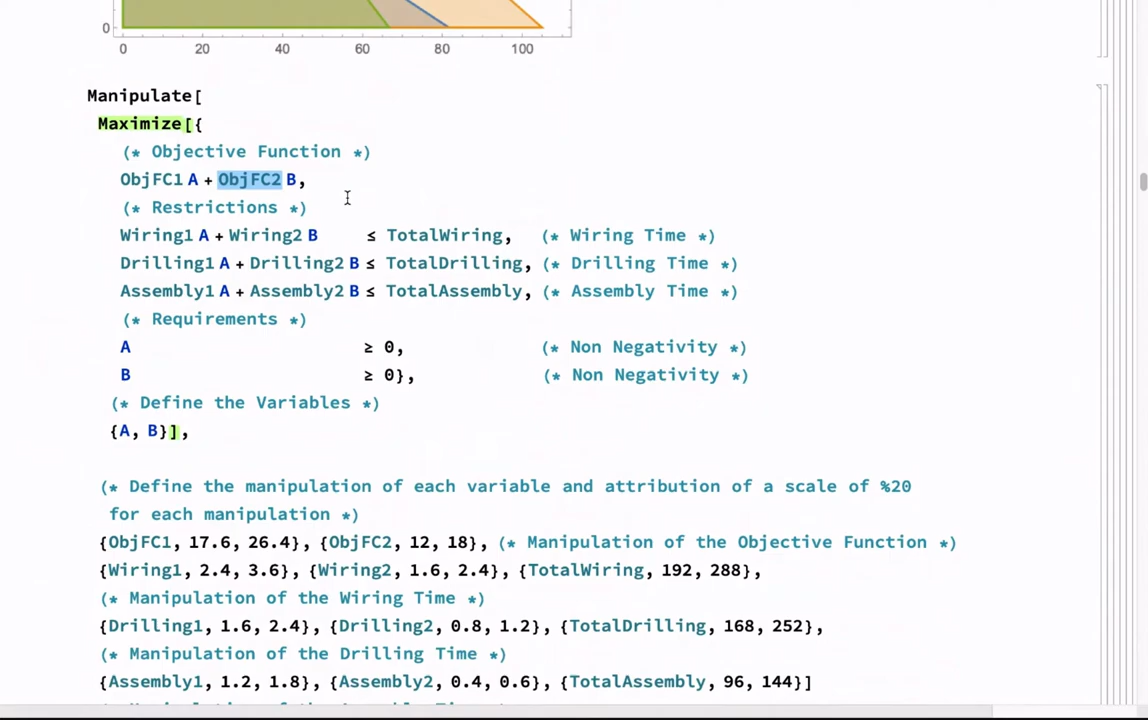 0
0 20 40 60 80 100
Manipulate[
Maximize[{
(* Objective Function *)
ObjFC1 A + ObjFC2 B,
(* Restrictions *)
Wiring1 A + Wiring2 B ≤ TotalWiring, (* Wiring Time *)
Drilling1 A + Drilling2 B ≤ TotalDrilling, (* Drilling Time *)
Assembly1 A + Assembly2 B ≤ TotalAssembly, (* Assembly Time *)
(* Requirements *)
A ≥ 0, (* Non Negativity *)
B ≥ 0}, (* Non Negativity *)
(* Define the Variables *)
{A, B}],
(* Define the manipulation of each variable and attribution of a scale of %20
for each manipulation *)
{ObjFC1, 17.6, 26.4}, {ObjFC2, 12, 18}, (* Manipulation of the Objective Function *)
{Wiring1, 2.4, 3.6}, {Wiring2, 1.6, 2.4}, {TotalWiring, 192, 288},
(* Manipulation of the Wiring Time *)
{Drilling1, 1.6, 2.4}, {Drilling2, 0.8, 1.2}, {TotalDrilling, 168, 252},
(* Manipulation of the Drilling Time *)
{Assembly1, 1.2, 1.8}, {Assembly2, 0.4, 0.6}, {TotalAssembly, 96, 144}]